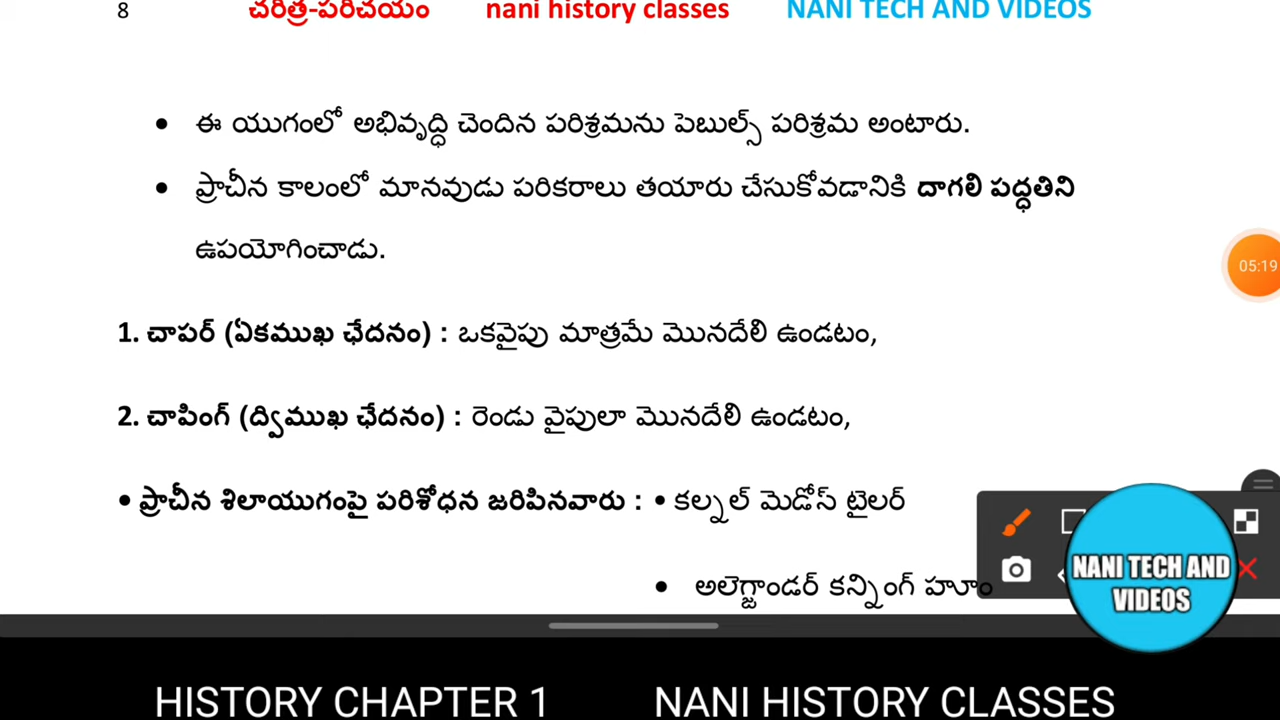 8 చరిత్ర-పరిచయం nani history classes NANI TECH AND VIDEOS
• ఈ యుగంలో అభివృద్ధి చెందిన పరిశ్రమను పెబుల్స్ పరిశ్రమ అంటారు.
• ప్రాచీన కాలంలో మానవుడు పరికరాలు తయారు చేసుకోవడానికి దాగలి పద్ధతిని
ఉపయోగించాడు.
05:19
1. చాపర్ (ఏకముఖ ఛేదనం) : ఒకవైపు మాత్రమే మొనదేలి ఉండటం,
2. చాపింగ్ (ద్విముఖ ఛేదనం) : రెండు వైపులా మొనదేలి ఉండటం,
• ప్రాచీన శిలాయుగంపై పరిశోధన జరిపినవారు : • కల్నల్ మెడోస్ టైలర్
• అలెగ్జాండర్ కన్నింగ్ హూం
NANI TECH AND
VIDEOS
HISTORY CHAPTER 1 NANI HISTORY CLASSES